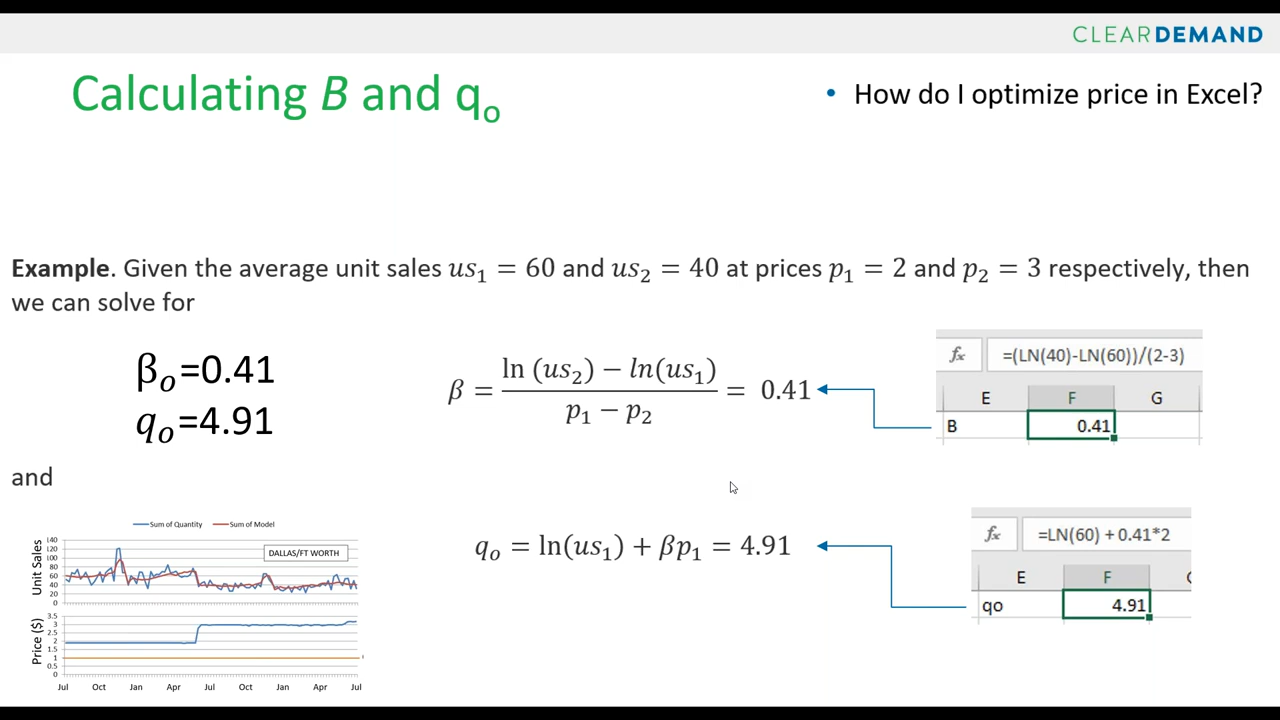 CLEARDEMAND
Calculating B and qo
• How do I optimize price in Excel?
Example. Given the average unit sales us₁ = 60 and us₂ = 40 at prices p₁ = 2 and p₂ = 3 respectively, then
we can solve for
βₒ=0.41
qₒ=4.91
β = (ln (us₂) − ln(us₁)) / (p₁ − p₂) = 0.41
fx =(LN(40)-LN(60))/(2-3)
E F G
B 0.41
and
qₒ = ln(us₁) + βp₁ = 4.91
fx =LN(60) + 0.41*2
E F
qo 4.91
Sum of Quantity Sum of Model
DALLAS/FT WORTH
Unit Sales
120
100
80
60
40
20
0
Price ($)
3.5
3
2.5
2
1.5
1
0.5
0
Jul Oct Jan Apr Jul Oct Jan Apr Jul